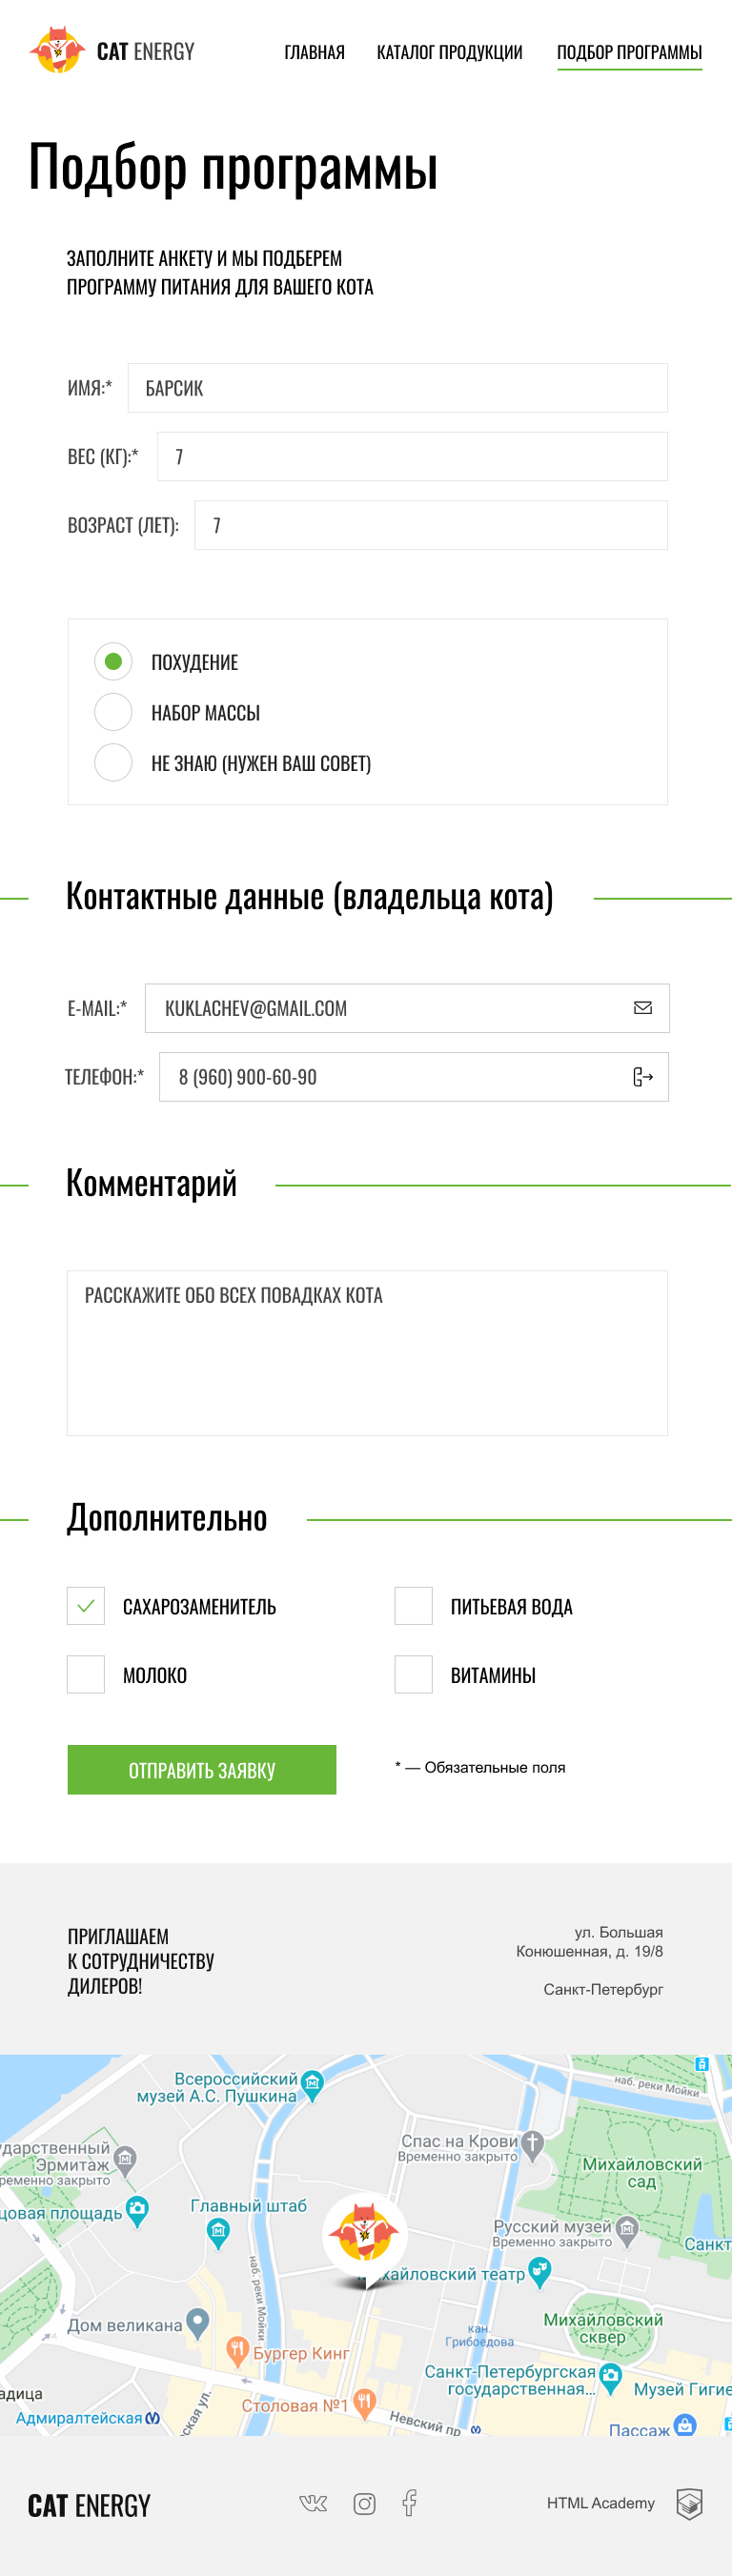 CAT ENERGY
ГЛАВНАЯ
КАТАЛОГ ПРОДУКЦИИ
ПОДБОР ПРОГРАММЫ
Подбор программы
ЗАПОЛНИТЕ АНКЕТУ И МЫ ПОДБЕРЕМ
ПРОГРАММУ ПИТАНИЯ ДЛЯ ВАШЕГО КОТА
ИМЯ:*
БАРСИК
ВЕС (КГ):*
7
ВОЗРАСТ (ЛЕТ):
7
ПОХУДЕНИЕ
НАБОР МАССЫ
НЕ ЗНАЮ (НУЖЕН ВАШ СОВЕТ)
Контактные данные (владельца кота)
E-MAIL:*
KUKLACHEV@GMAIL.COM
ТЕЛЕФОН:*
8 (960) 900-60-90
Комментарий
РАССКАЖИТЕ ОБО ВСЕХ ПОВАДКАХ КОТА
Дополнительно
САХАРОЗАМЕНИТЕЛЬ
ПИТЬЕВАЯ ВОДА
МОЛОКО
ВИТАМИНЫ
ОТПРАВИТЬ ЗАЯВКУ
* — Обязательные поля
ПРИГЛАШАЕМ
К СОТРУДНИЧЕСТВУ
ДИЛЕРОВ!
ул. Большая
Конюшенная, д. 19/8
Санкт-Петербург
Всероссийский
музей А.С. Пушкина
наб. реки Мойки
ударственный
Эрмитаж
ременно закрыто
Спас на Крови
Временно закрыто
Михайловский
сад
цовая площадь
Главный штаб
Русский музей
Временно закрыто
Санкт
наб. реки Мойки
хайловский театр
Дом великана
Михайловский
сквер
кан.
Грибоедова
Бургер Кинг
Санкт-Петербургская
государственная...
Музей Гигие
адица
Столовая №1
Адмиралтейская
ская ул.
Невский пр
Пассаж
CAT ENERGY
HTML Academy